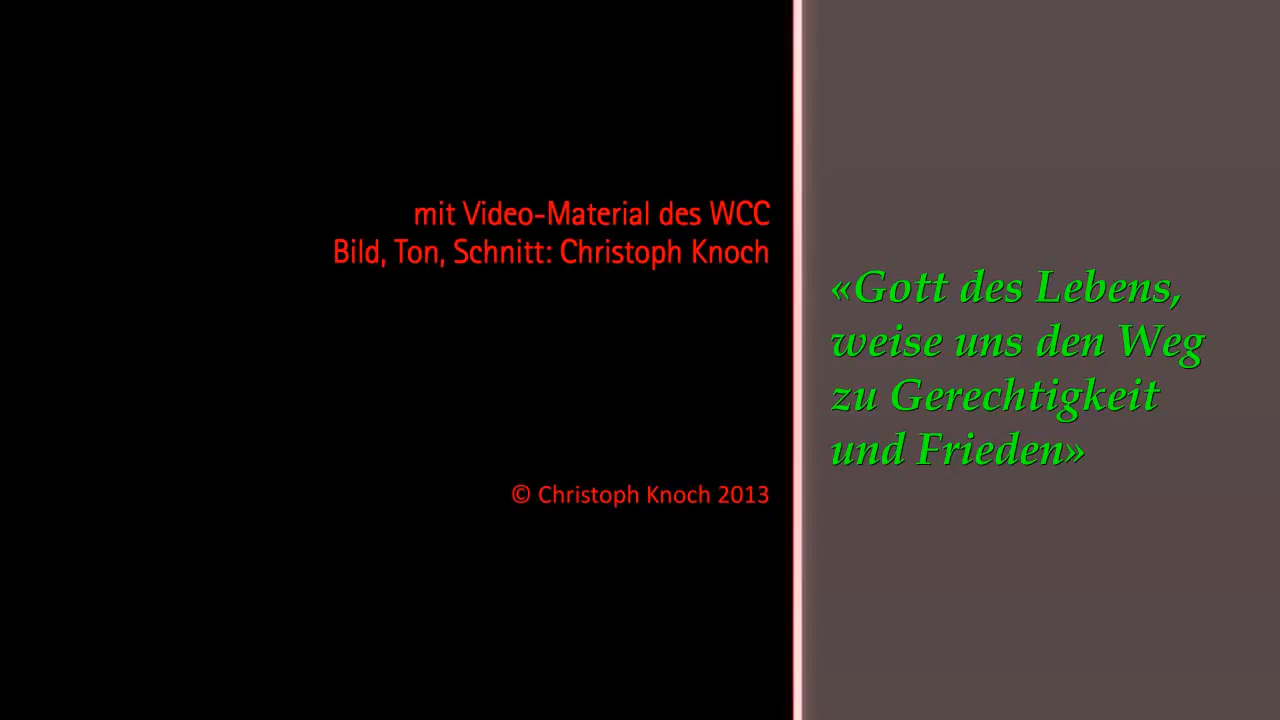 mit Video-Material des WCC
Bild, Ton, Schnitt: Christoph Knoch
© Christoph Knoch 2013
«Gott des Lebens,
weise uns den Weg
zu Gerechtigkeit
und Frieden»